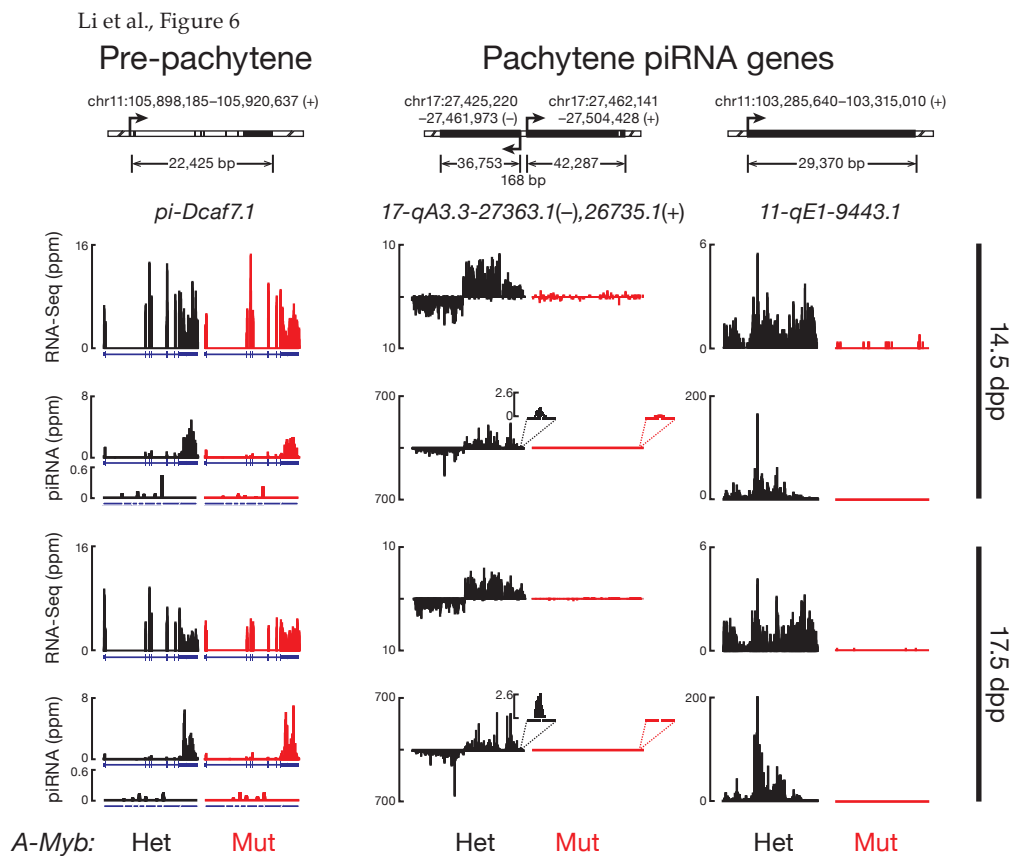 Li et al., Figure 6
Pre-pachytene
Pachytene piRNA genes
chr11:105,898,185–105,920,637 (+)
chr17:27,425,220
–27,461,973 (–)
chr17:27,462,141
–27,504,428 (+)
chr11:103,285,640–103,315,010 (+)
22,425 bp
36,753
42,287
168 bp
29,370 bp
pi-Dcaf7.1
17-qA3.3-27363.1(–),26735.1(+)
11-qE1-9443.1
RNA-Seq (ppm)
16
0
10
10
6
0
14.5 dpp
piRNA (ppm)
8
0
700
700
2.6
0
200
0
piRNA (ppm)
0.6
0
RNA-Seq (ppm)
16
0
10
10
6
0
17.5 dpp
piRNA (ppm)
8
0
700
700
2.6
200
0
piRNA
0.6
0
A-Myb:
Het
Mut
Het
Mut
Het
Mut